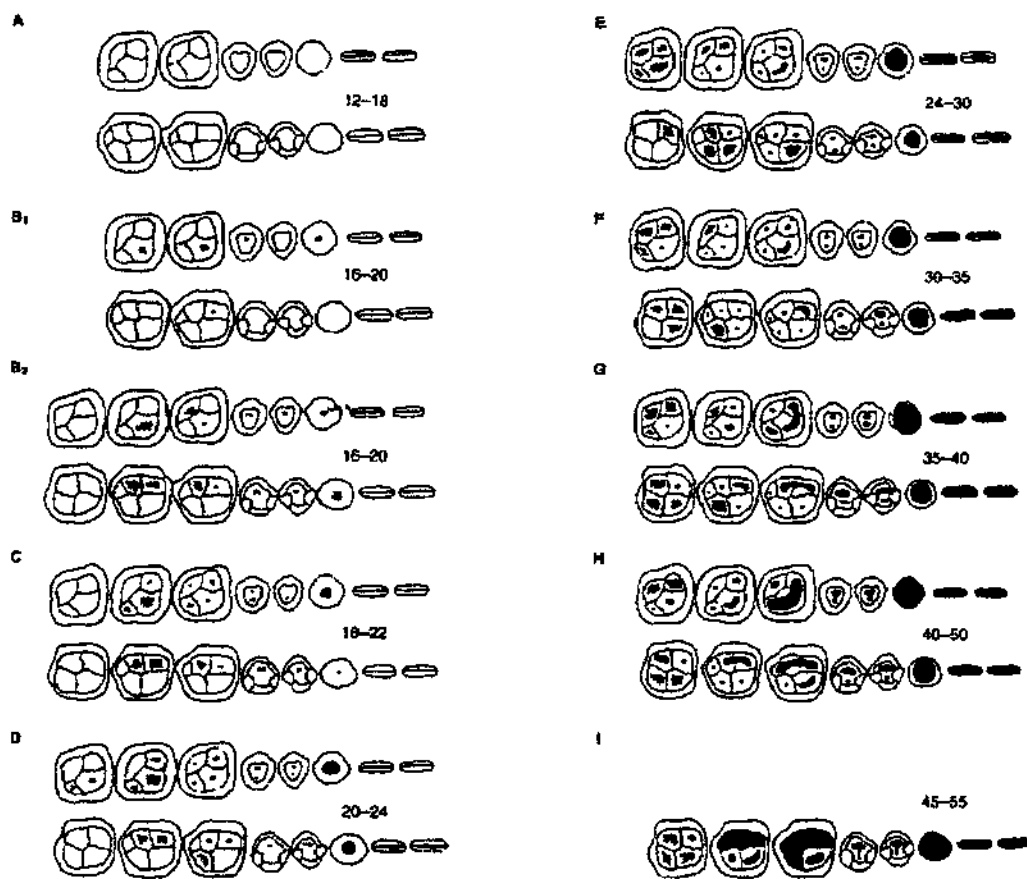 A
12–18
B₁
16–20
B₂
16–20
C
18–22
D
20–24
E
24–30
F
30–35
G
35–40
H
40–50
I
45–55